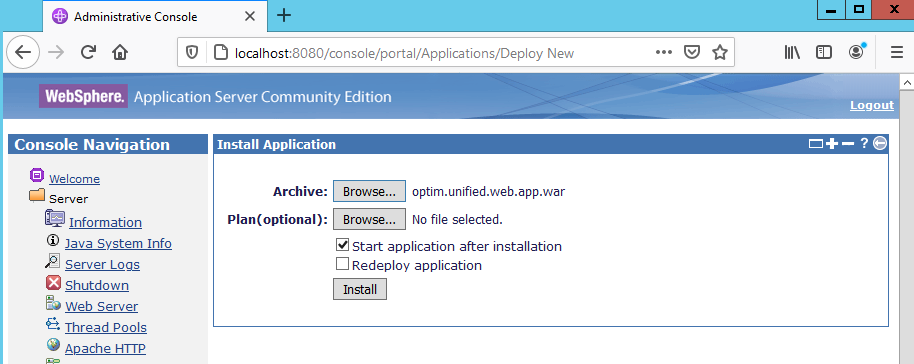 Administrative Console
localhost:8080/console/portal/Applications/Deploy New
WebSphere. Application Server Community Edition
Logout
Console Navigation
Welcome
Server
Information
Java System Info
Server Logs
Shutdown
Web Server
Thread Pools
Apache HTTP
Install Application
Archive: Browse... optim.unified.web.app.war
Plan(optional): Browse... No file selected.
Start application after installation
Redeploy application
Install